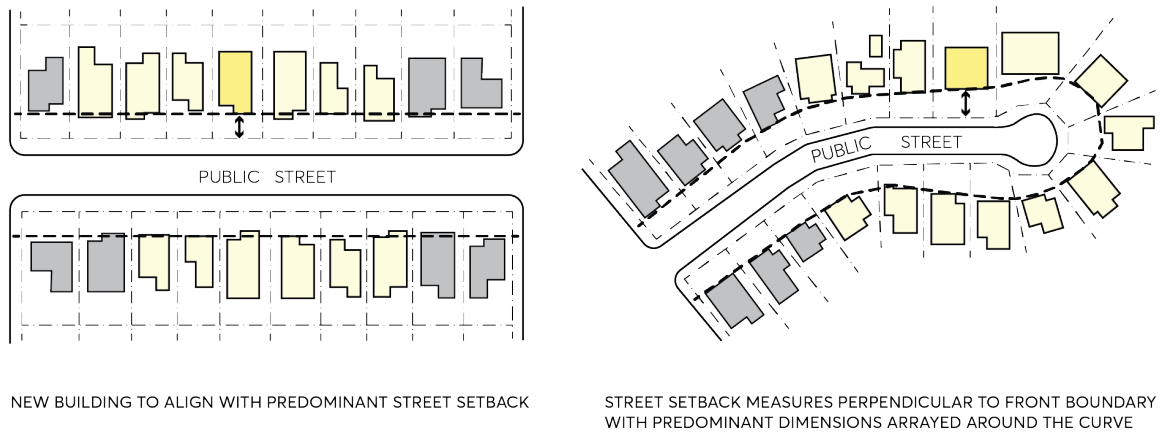 PUBLIC STREET
NEW BUILDING TO ALIGN WITH PREDOMINANT STREET SETBACK
PUBLIC STREET
STREET SETBACK MEASURES PERPENDICULAR TO FRONT BOUNDARY
WITH PREDOMINANT DIMENSIONS ARRAYED AROUND THE CURVE